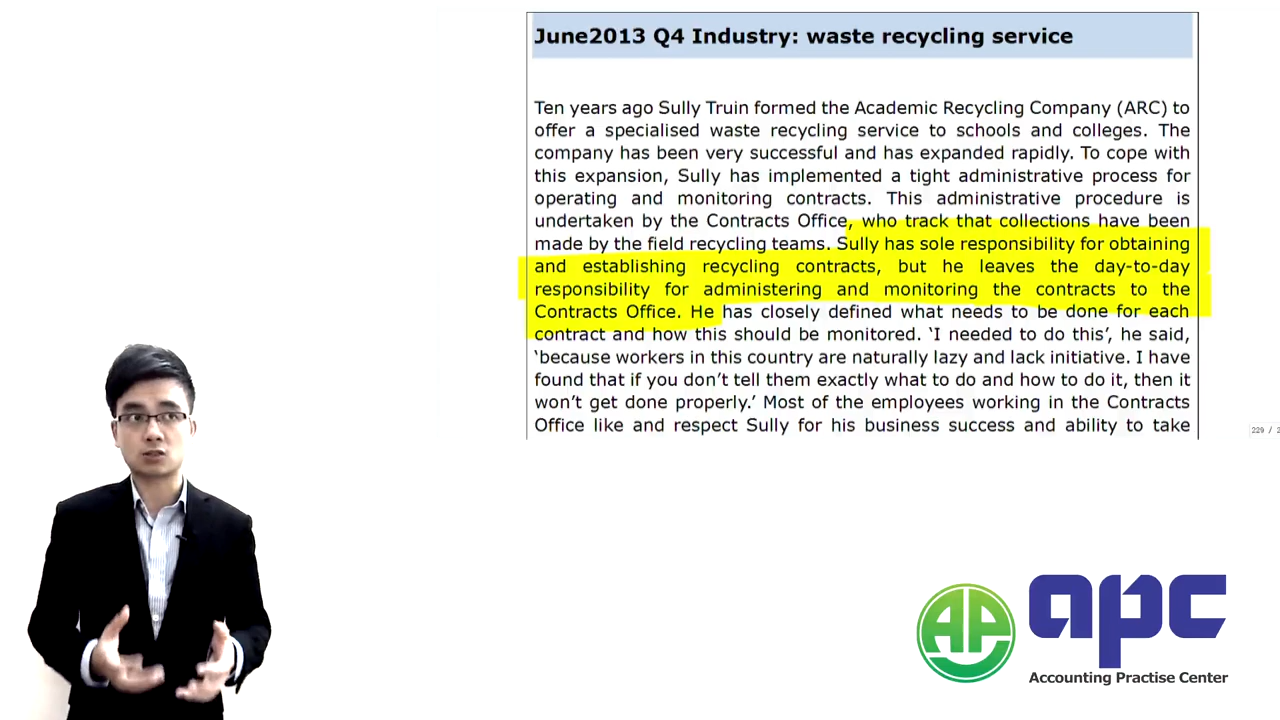 June2013 Q4 Industry: waste recycling service
Ten years ago Sully Truin formed the Academic Recycling Company (ARC) to
offer a specialised waste recycling service to schools and colleges. The
company has been very successful and has expanded rapidly. To cope with
this expansion, Sully has implemented a tight administrative process for
operating and monitoring contracts. This administrative procedure is
undertaken by the Contracts Office, who track that collections have been
made by the field recycling teams. Sully has sole responsibility for obtaining
and establishing recycling contracts, but he leaves the day-to-day
responsibility for administering and monitoring the contracts to the
Contracts Office. He has closely defined what needs to be done for each
contract and how this should be monitored. ‘I needed to do this’, he said,
‘because workers in this country are naturally lazy and lack initiative. I have
found that if you don’t tell them exactly what to do and how to do it, then it
won’t get done properly.’ Most of the employees working in the Contracts
Office like and respect Sully for his business success and ability to take
229 / 2
AP
apc
Accounting Practise Center